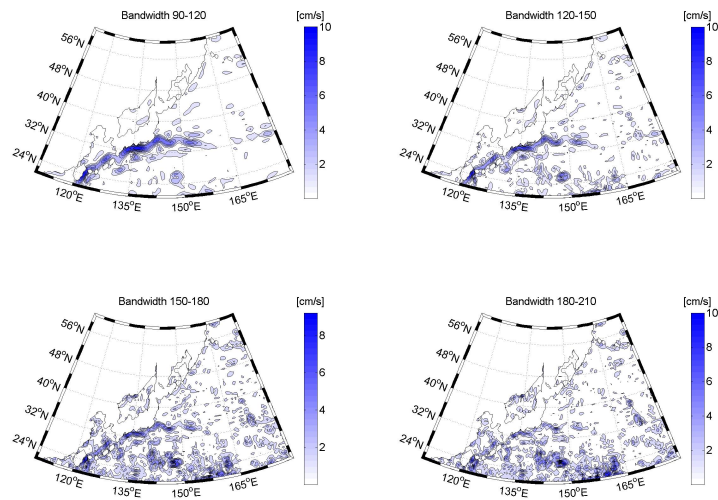 Bandwidth 90-120
[cm/s]
10
8
6
4
2
56°N
48°N
40°N
32°N
24°N
120°E
135°E
150°E
165°E
Bandwidth 120-150
[cm/s]
10
8
6
4
2
56°N
48°N
40°N
32°N
24°N
120°E
135°E
150°E
165°E
Bandwidth 150-180
[cm/s]
8
6
4
2
56°N
48°N
40°N
32°N
24°N
120°E
135°E
150°E
165°E
Bandwidth 180-210
[cm/s]
10
8
6
4
2
56°N
48°N
40°N
32°N
24°N
120°E
135°E
150°E
165°E